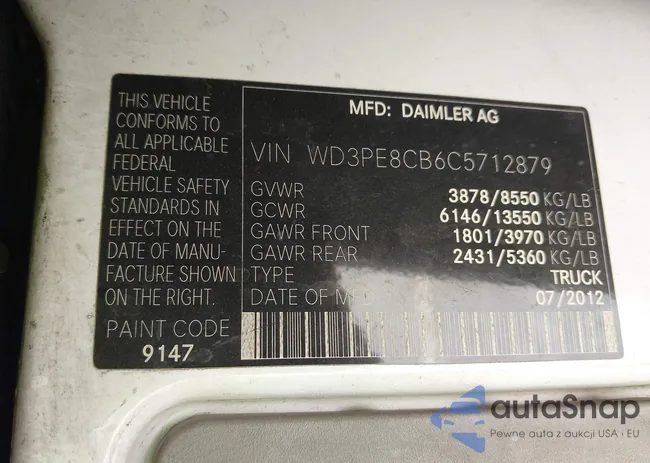 THIS VEHICLE
CONFORMS TO
ALL APPLICABLE
FEDERAL
VEHICLE SAFETY
STANDARDS IN
EFFECT ON THE
DATE OF MANU-
FACTURE SHOWN
ON THE RIGHT.
PAINT CODE
9147
MFD: DAIMLER AG
VIN WD3PE8CB6C5712879
GVWR 3878/8550 KG/LB
GCWR 6146/13550 KG/LB
GAWR FRONT 1801/3970 KG/LB
GAWR REAR 2431/5360 KG/LB
TYPE TRUCK
DATE OF MFD 07/2012
autaSnap
Pewne auta z aukcji USA i EU